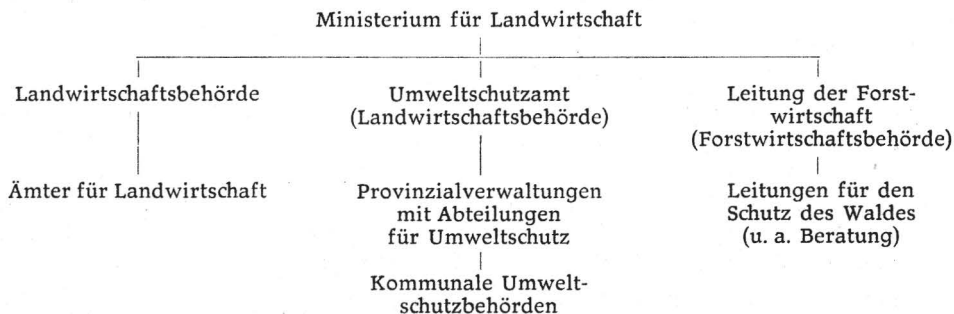 Ministerium für Landwirtschaft
Landwirtschaftsbehörde
Umweltschutzamt
(Landwirtschaftsbehörde)
Leitung der Forst-
wirtschaft
(Forstwirtschaftsbehörde)
Ämter für Landwirtschaft
Provinzialverwaltungen
mit Abteilungen
für Umweltschutz
Leitungen für den
Schutz des Waldes
(u. a. Beratung)
Kommunale Umwelt-
schutzbehörden